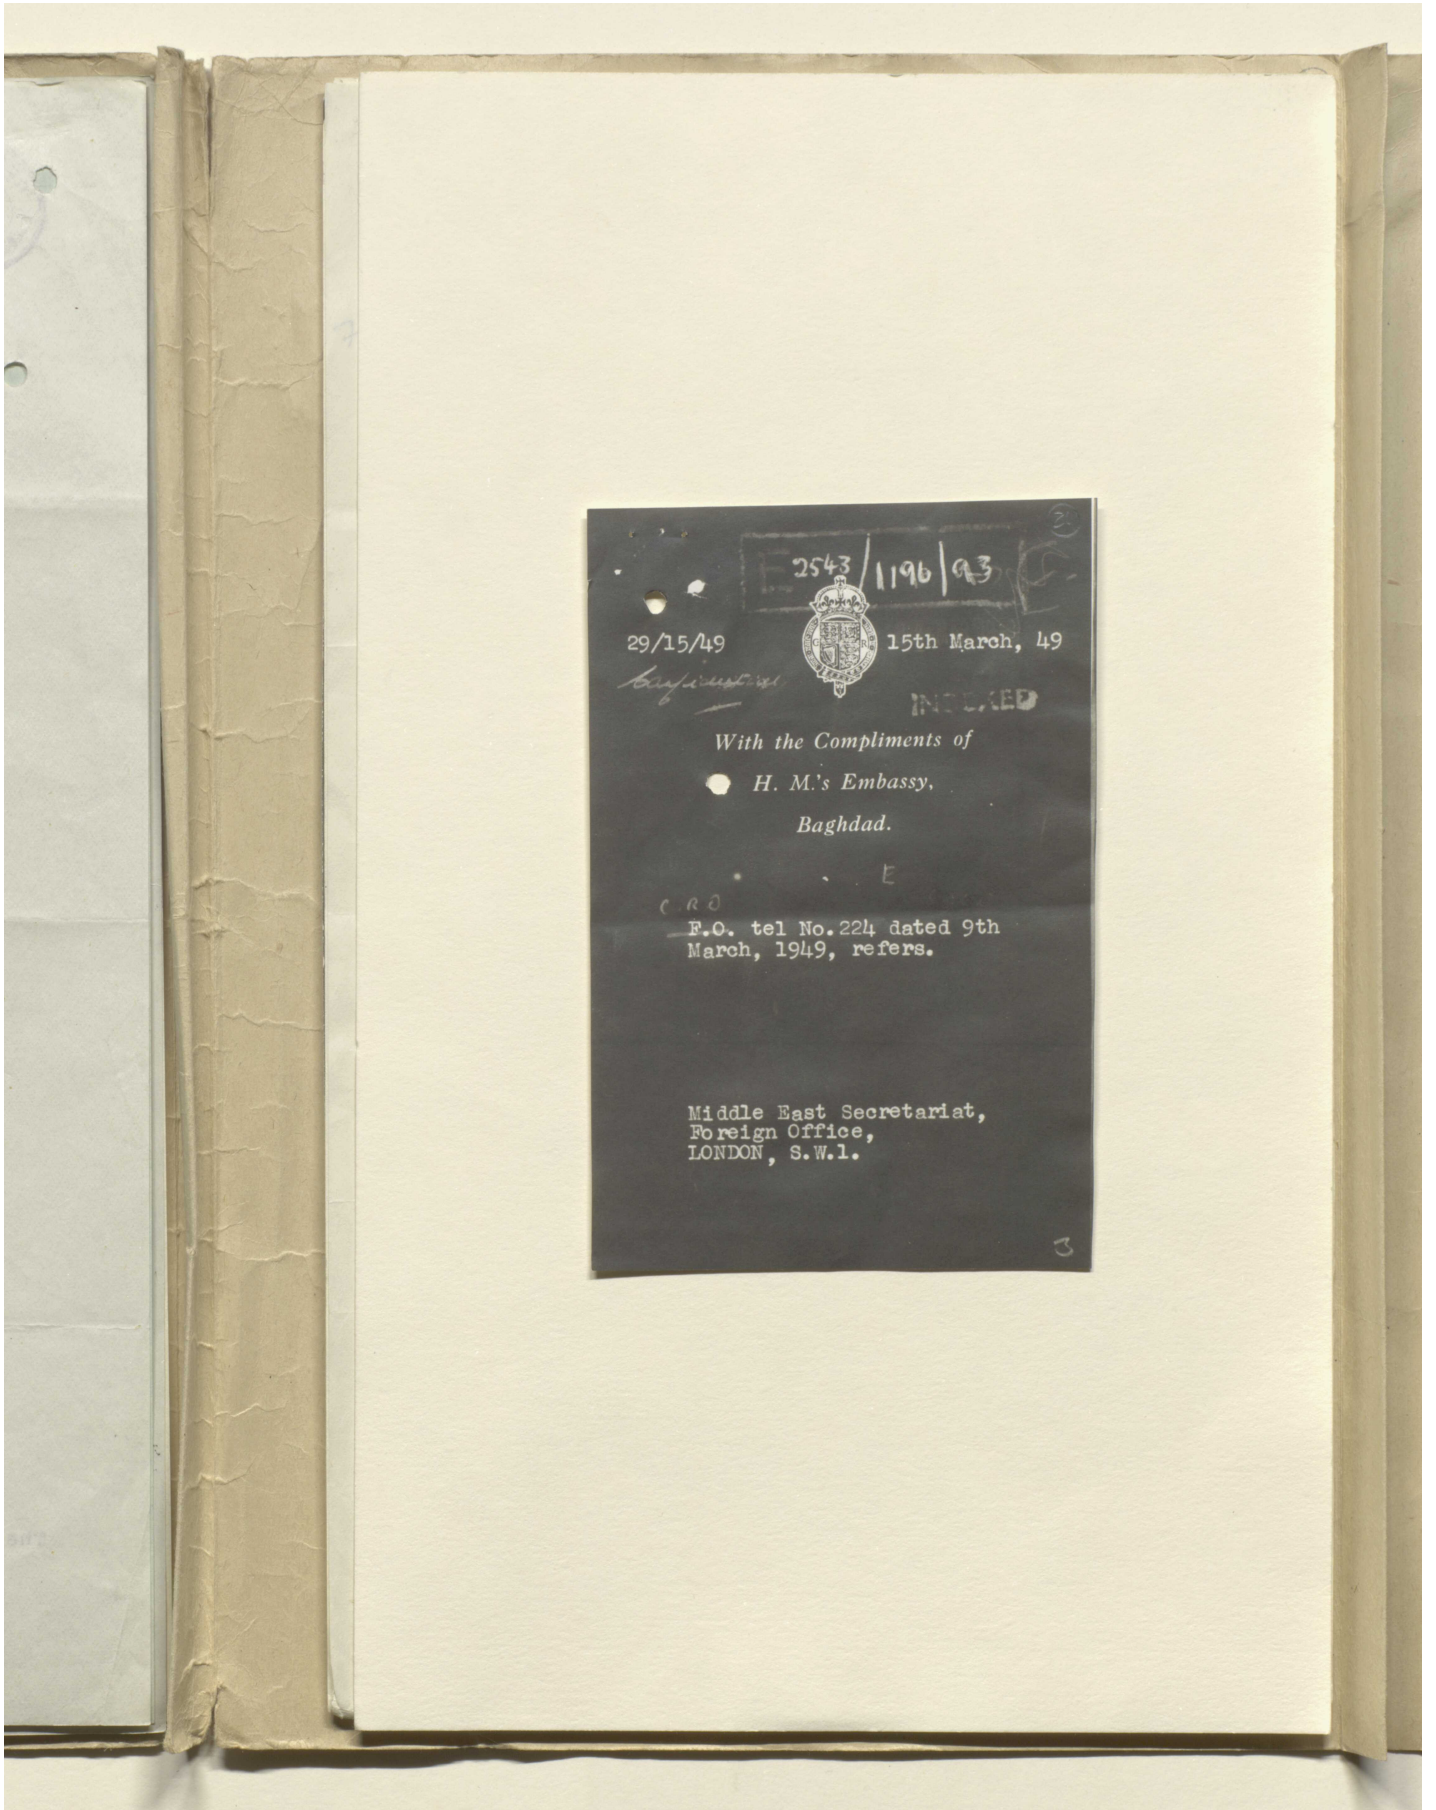 E 2543/1196/93
29/15/49
15th March, 49
Confidential
INDEXED
With the Compliments of
H. M.'s Embassy,
Baghdad.
E
C.R.O
F.O. tel No.224 dated 9th
March, 1949, refers.
Middle East Secretariat,
Foreign Office,
LONDON, S.W.1.
3